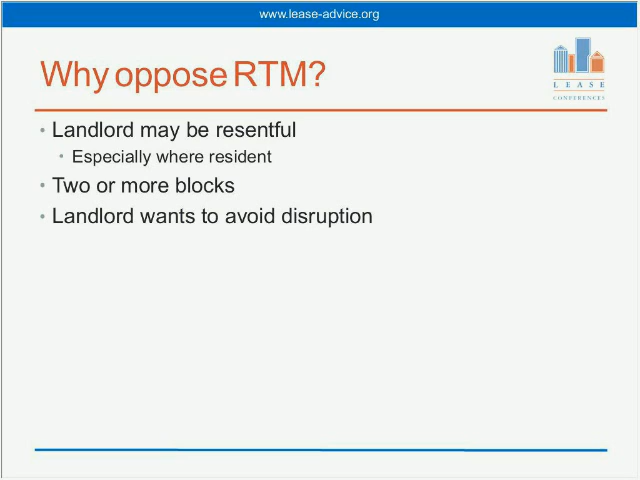 www.lease-advice.org
Why oppose RTM?
LEASE
CONFERENCES
• Landlord may be resentful
• Especially where resident
• Two or more blocks
• Landlord wants to avoid disruption